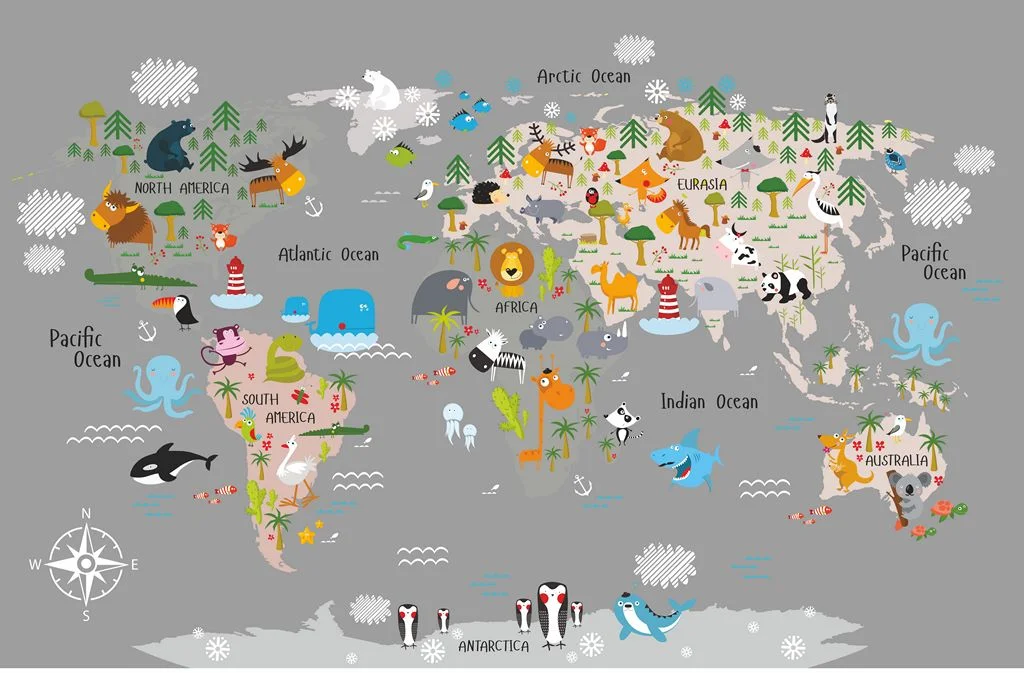 Arctic Ocean
NORTH AMERICA
EURASIA
Atlantic Ocean
Pacific
Ocean
AFRICA
Pacific
Ocean
SOUTH
AMERICA
Indian Ocean
AUSTRALIA
N
W
E
S
ANTARCTICA